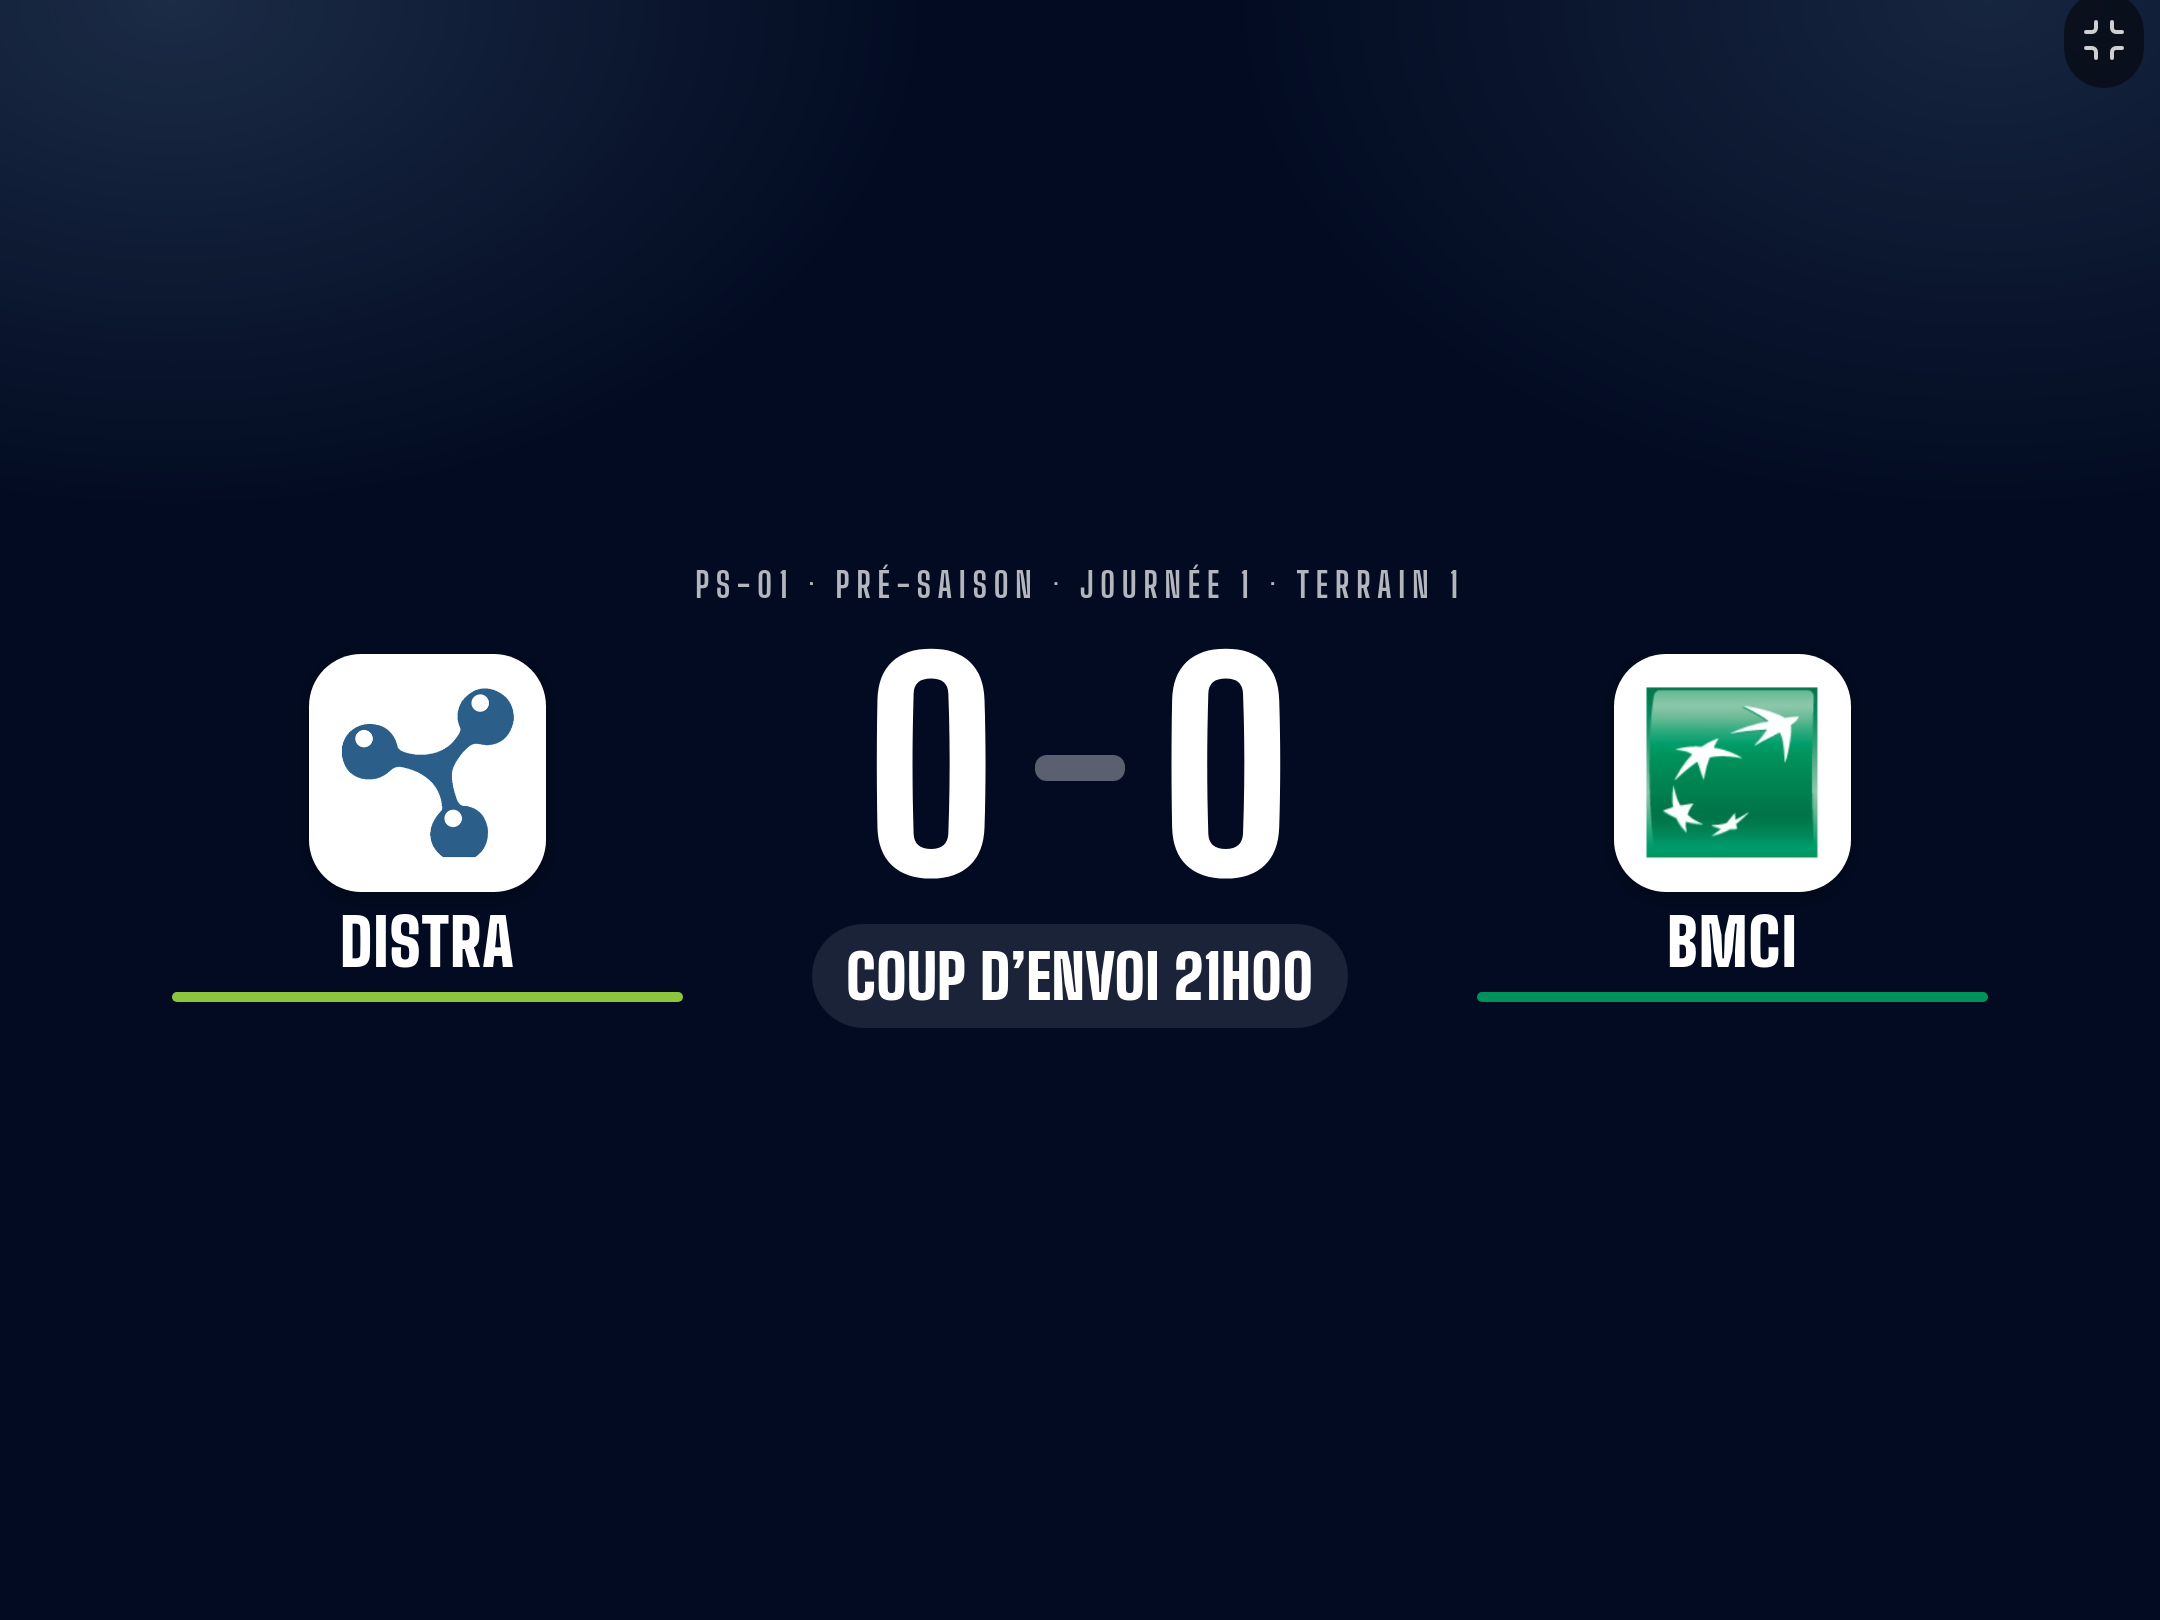 PS-01 · PRÉ-SAISON · JOURNÉE 1 · TERRAIN 1
0 - 0
DISTRA
BMCI
COUP D’ENVOI 21H00